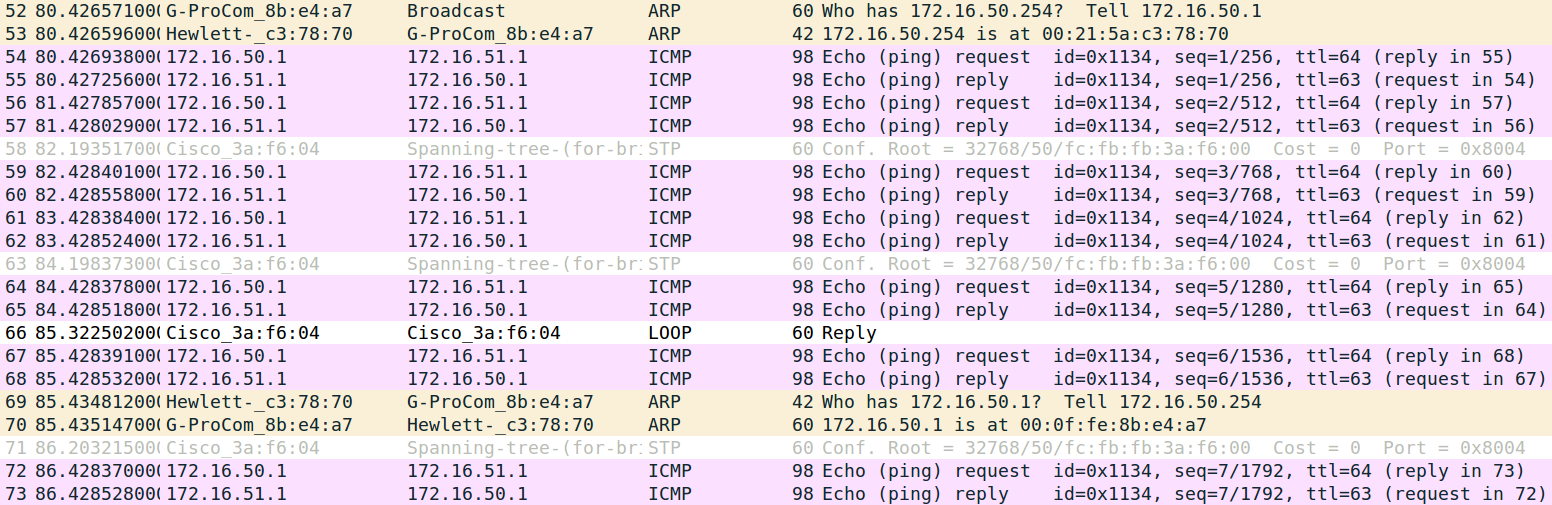 52 80.426571000 G-ProCom_8b:e4:a7 Broadcast ARP 60 Who has 172.16.50.254? Tell 172.16.50.1
53 80.426596000 Hewlett-_c3:78:70 G-ProCom_8b:e4:a7 ARP 42 172.16.50.254 is at 00:21:5a:c3:78:70
54 80.426938000 172.16.50.1 172.16.51.1 ICMP 98 Echo (ping) request id=0x1134, seq=1/256, ttl=64 (reply in 55)
55 80.427256000 172.16.51.1 172.16.50.1 ICMP 98 Echo (ping) reply id=0x1134, seq=1/256, ttl=63 (request in 54)
56 81.427857000 172.16.50.1 172.16.51.1 ICMP 98 Echo (ping) request id=0x1134, seq=2/512, ttl=64 (reply in 57)
57 81.428029000 172.16.51.1 172.16.50.1 ICMP 98 Echo (ping) reply id=0x1134, seq=2/512, ttl=63 (request in 56)
58 82.193517000 Cisco_3a:f6:04 Spanning-tree-(for-br: STP 60 Conf. Root = 32768/50/fc:fb:fb:3a:f6:00 Cost = 0 Port = 0x8004
59 82.428401000 172.16.50.1 172.16.51.1 ICMP 98 Echo (ping) request id=0x1134, seq=3/768, ttl=64 (reply in 60)
60 82.428558000 172.16.51.1 172.16.50.1 ICMP 98 Echo (ping) reply id=0x1134, seq=3/768, ttl=63 (request in 59)
61 83.428384000 172.16.50.1 172.16.51.1 ICMP 98 Echo (ping) request id=0x1134, seq=4/1024, ttl=64 (reply in 62)
62 83.428524000 172.16.51.1 172.16.50.1 ICMP 98 Echo (ping) reply id=0x1134, seq=4/1024, ttl=63 (request in 61)
63 84.198373000 Cisco_3a:f6:04 Spanning-tree-(for-br: STP 60 Conf. Root = 32768/50/fc:fb:fb:3a:f6:00 Cost = 0 Port = 0x8004
64 84.428378000 172.16.50.1 172.16.51.1 ICMP 98 Echo (ping) request id=0x1134, seq=5/1280, ttl=64 (reply in 65)
65 84.428518000 172.16.51.1 172.16.50.1 ICMP 98 Echo (ping) reply id=0x1134, seq=5/1280, ttl=63 (request in 64)
66 85.322502000 Cisco_3a:f6:04 Cisco_3a:f6:04 LOOP 60 Reply
67 85.428391000 172.16.50.1 172.16.51.1 ICMP 98 Echo (ping) request id=0x1134, seq=6/1536, ttl=64 (reply in 68)
68 85.428532000 172.16.51.1 172.16.50.1 ICMP 98 Echo (ping) reply id=0x1134, seq=6/1536, ttl=63 (request in 67)
69 85.434812000 Hewlett-_c3:78:70 G-ProCom_8b:e4:a7 ARP 42 Who has 172.16.50.1? Tell 172.16.50.254
70 85.435147000 G-ProCom_8b:e4:a7 Hewlett-_c3:78:70 ARP 60 172.16.50.1 is at 00:0f:fe:8b:e4:a7
71 86.203215000 Cisco_3a:f6:04 Spanning-tree-(for-br: STP 60 Conf. Root = 32768/50/fc:fb:fb:3a:f6:00 Cost = 0 Port = 0x8004
72 86.428370000 172.16.50.1 172.16.51.1 ICMP 98 Echo (ping) request id=0x1134, seq=7/1792, ttl=64 (reply in 73)
73 86.428528000 172.16.51.1 172.16.50.1 ICMP 98 Echo (ping) reply id=0x1134, seq=7/1792, ttl=63 (request in 72)